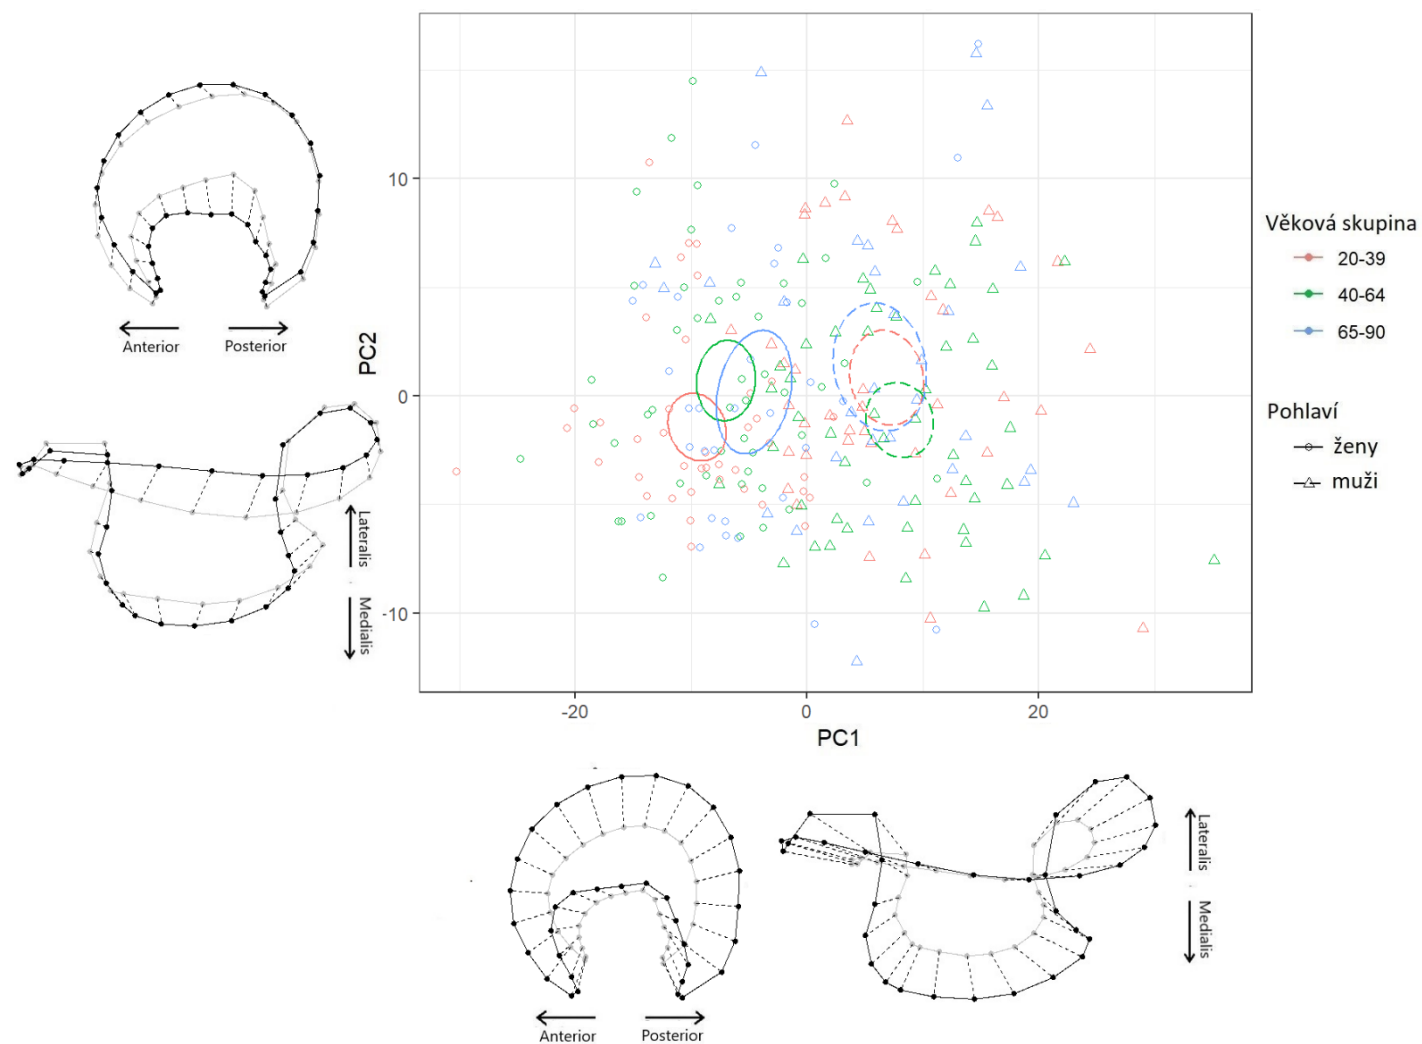 Anterior
Posterior
Lateralis
Medialis
PC2
10
0
-10
-20
0
20
PC1
Věková skupina
20-39
40-64
65-90
Pohlaví
ženy
muži
Anterior
Posterior
Lateralis
Medialis